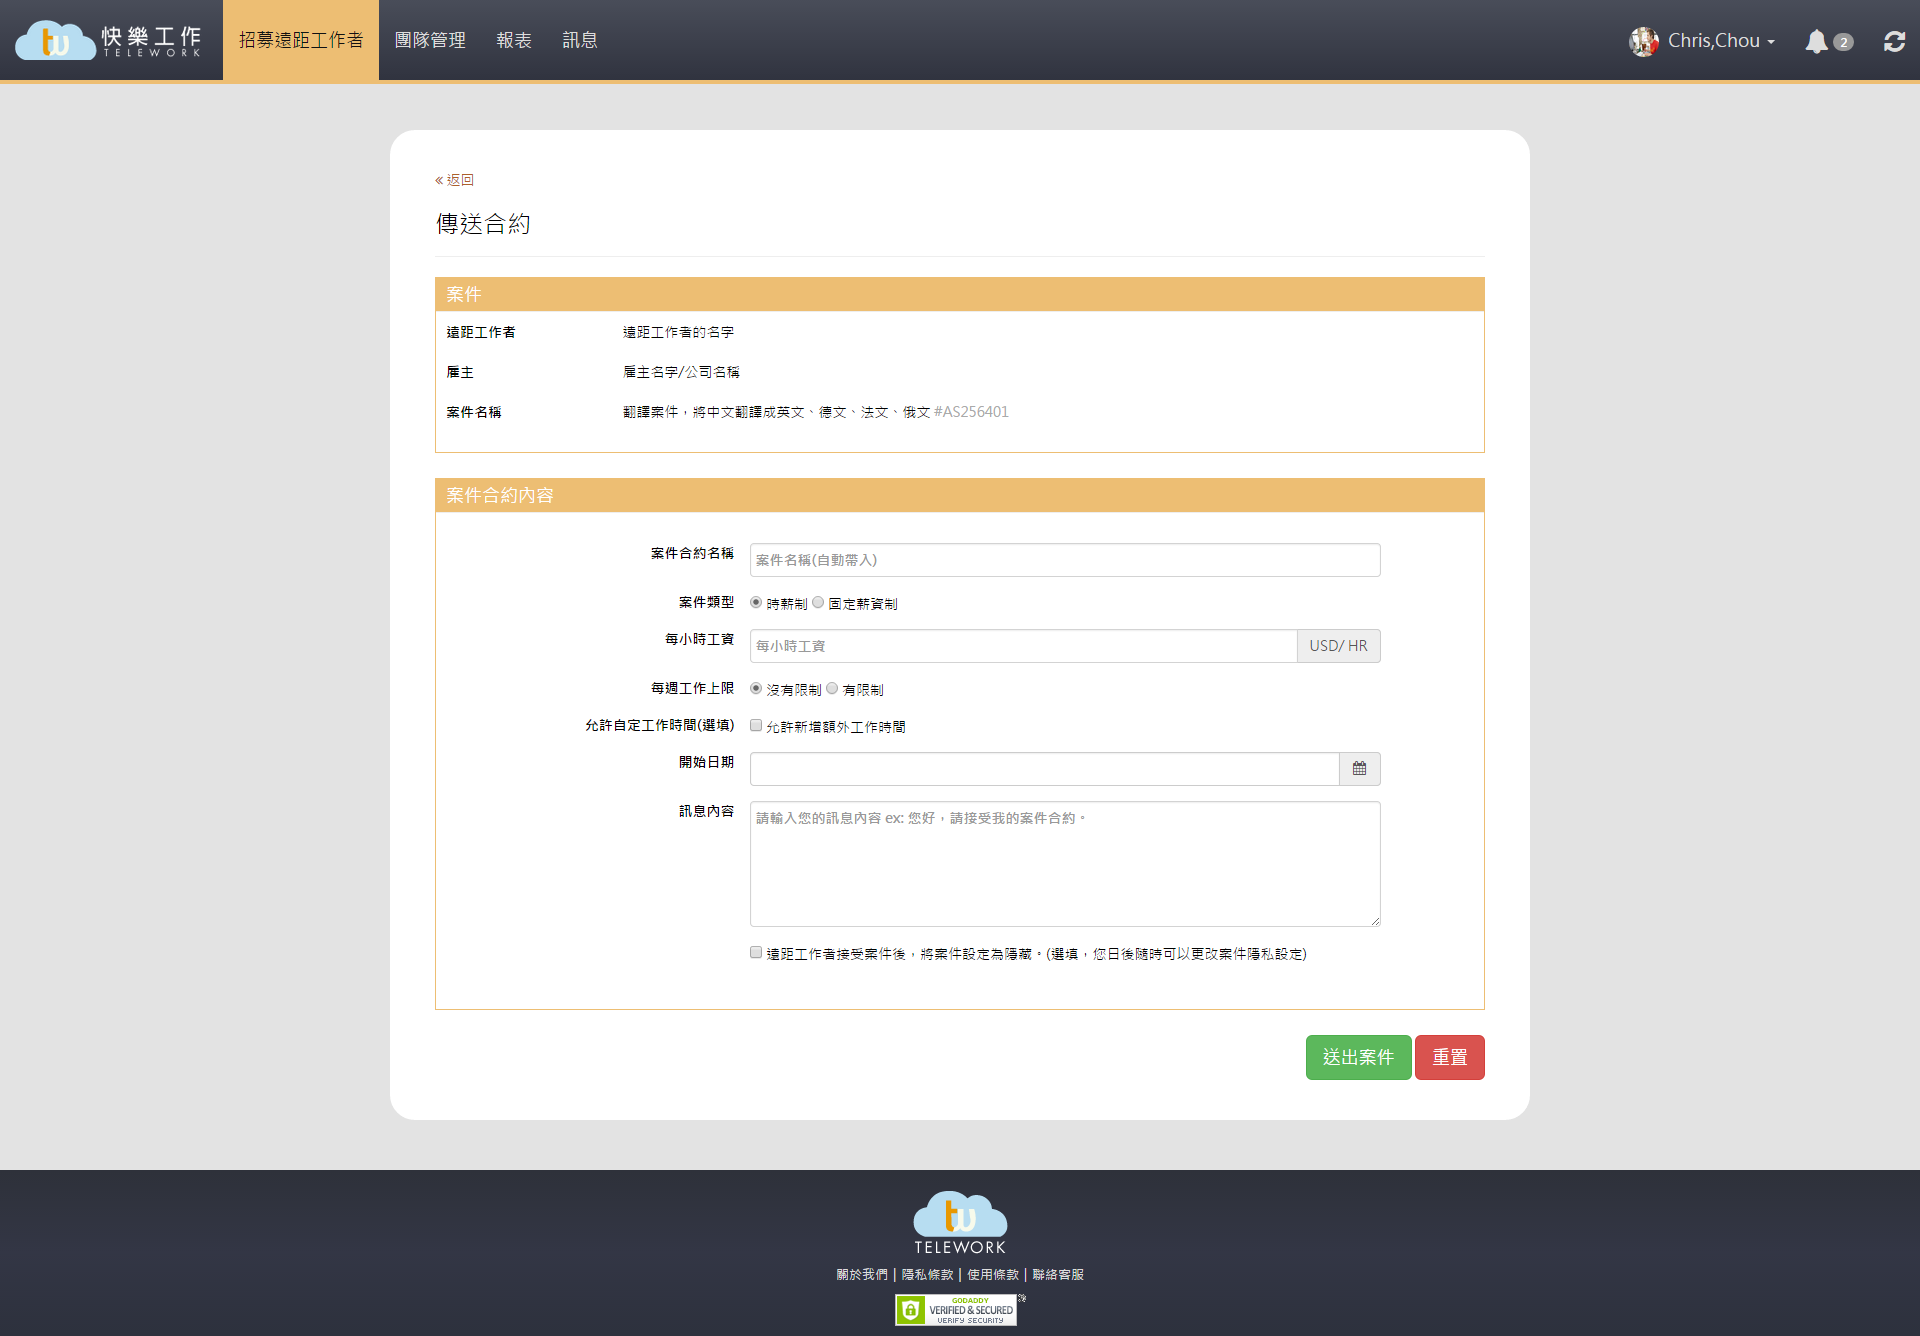 tw 快樂工作 TELEWORK 招募遠距工作者 團隊管理 報表 訊息 Chris,Chou 2
« 返回
傳送合約
案件
遠距工作者 遠距工作者的名字
雇主 雇主名字/公司名稱
案件名稱 翻譯案件，將中文翻譯成英文、德文、法文、俄文 #AS256401
案件合約內容
案件合約名稱 案件名稱(自動帶入)
案件類型 時薪制 固定薪資制
每小時工資 每小時工資 USD/ HR
每週工作上限 沒有限制 有限制
允許自定工作時間(選填) 允許新增額外工作時間
開始日期
訊息內容 請輸入您的訊息內容 ex: 您好，請接受我的案件合約。
遠距工作者接受案件後，將案件設定為隱藏。(選填，您日後隨時可以更改案件隱私設定)
送出案件 重置
tw
TELEWORK
關於我們 | 隱私條款 | 使用條款 | 聯絡客服
GODADDY
VERIFIED & SECURED
VERIFY SECURITY